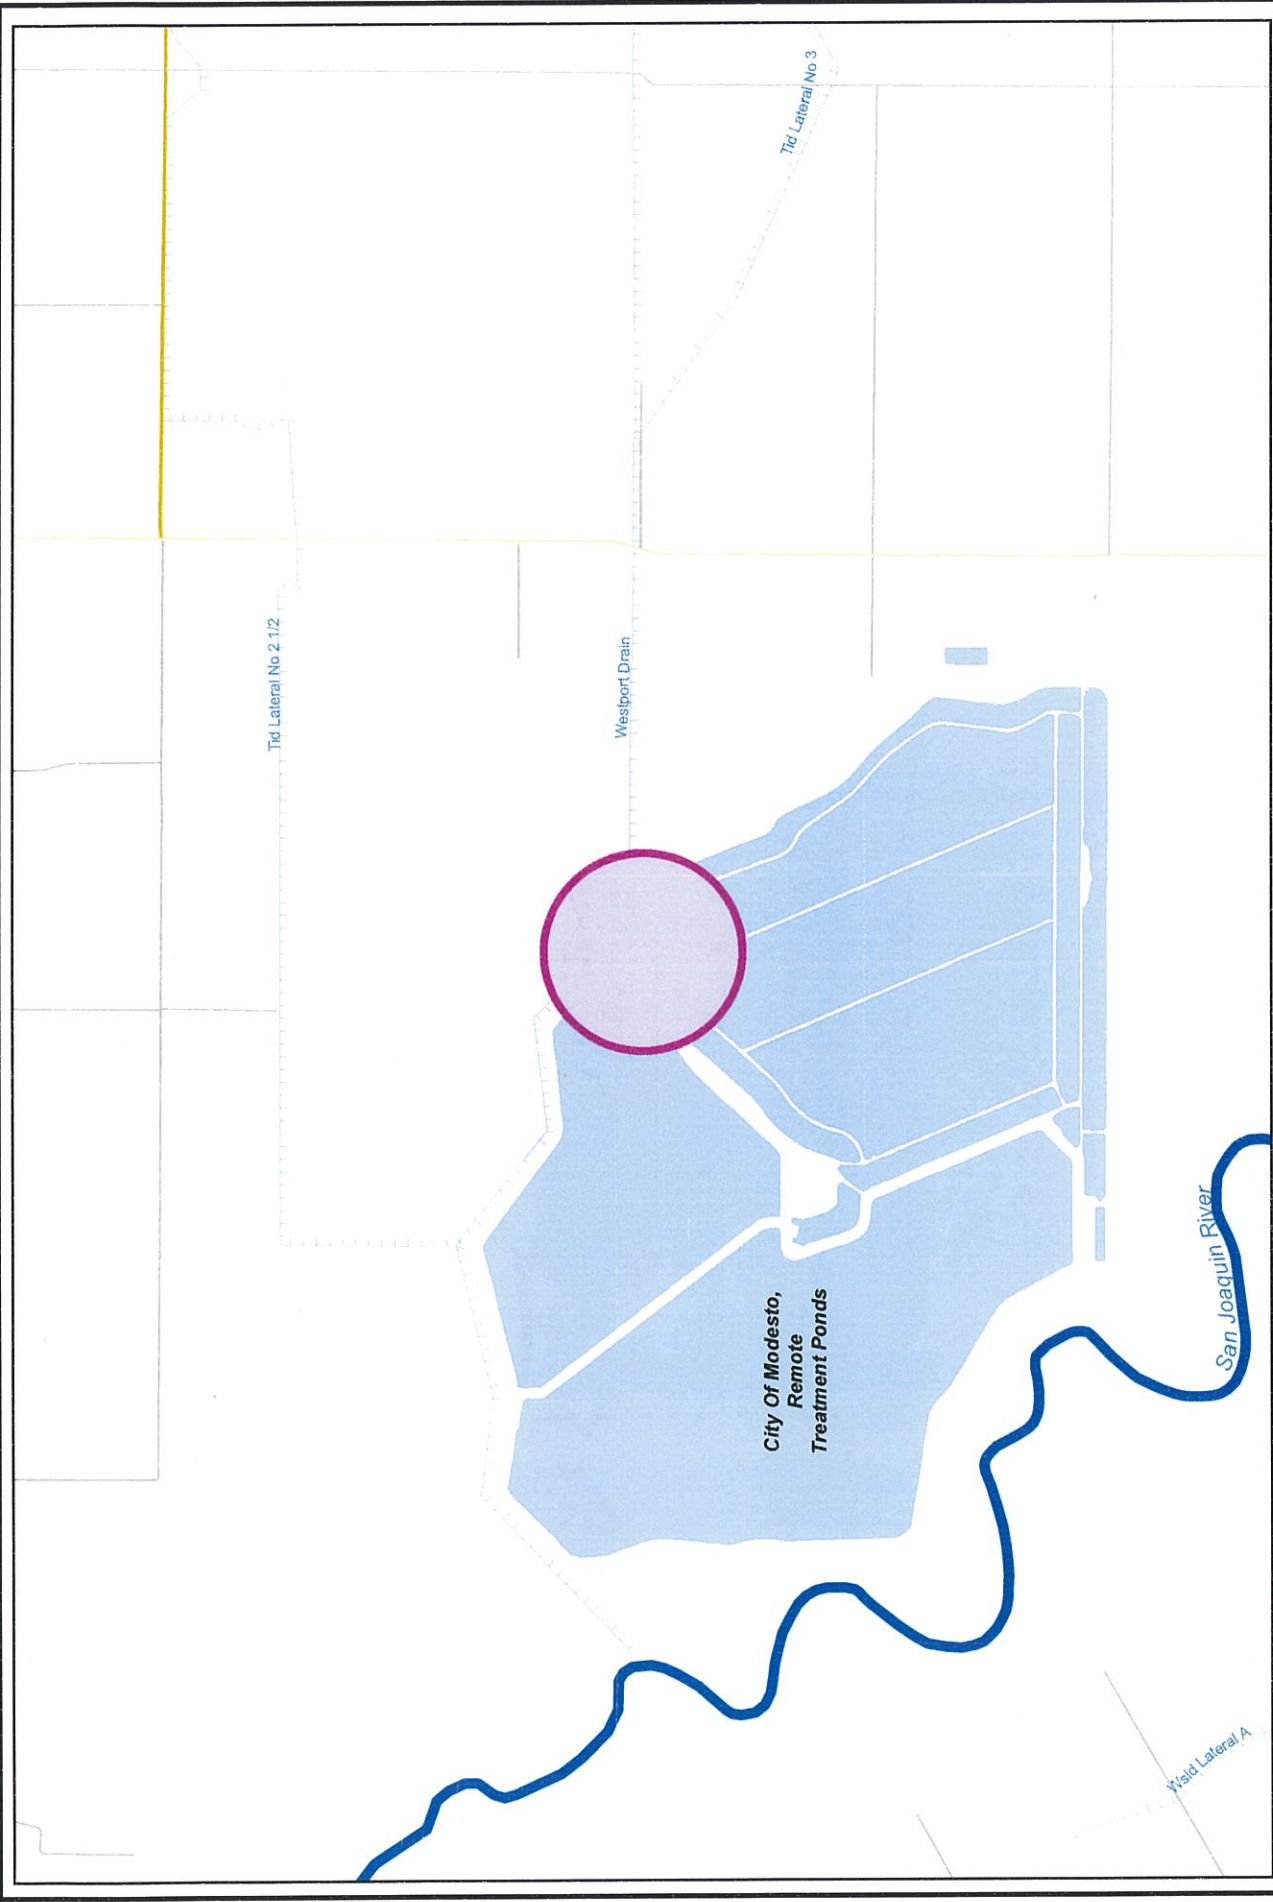 Tid Lateral No 3
Tid Lateral No 2 1/2
Westport Drain
City Of Modesto,
Remote
Treatment Ponds
San Joaquin River
Wsid Lateral A